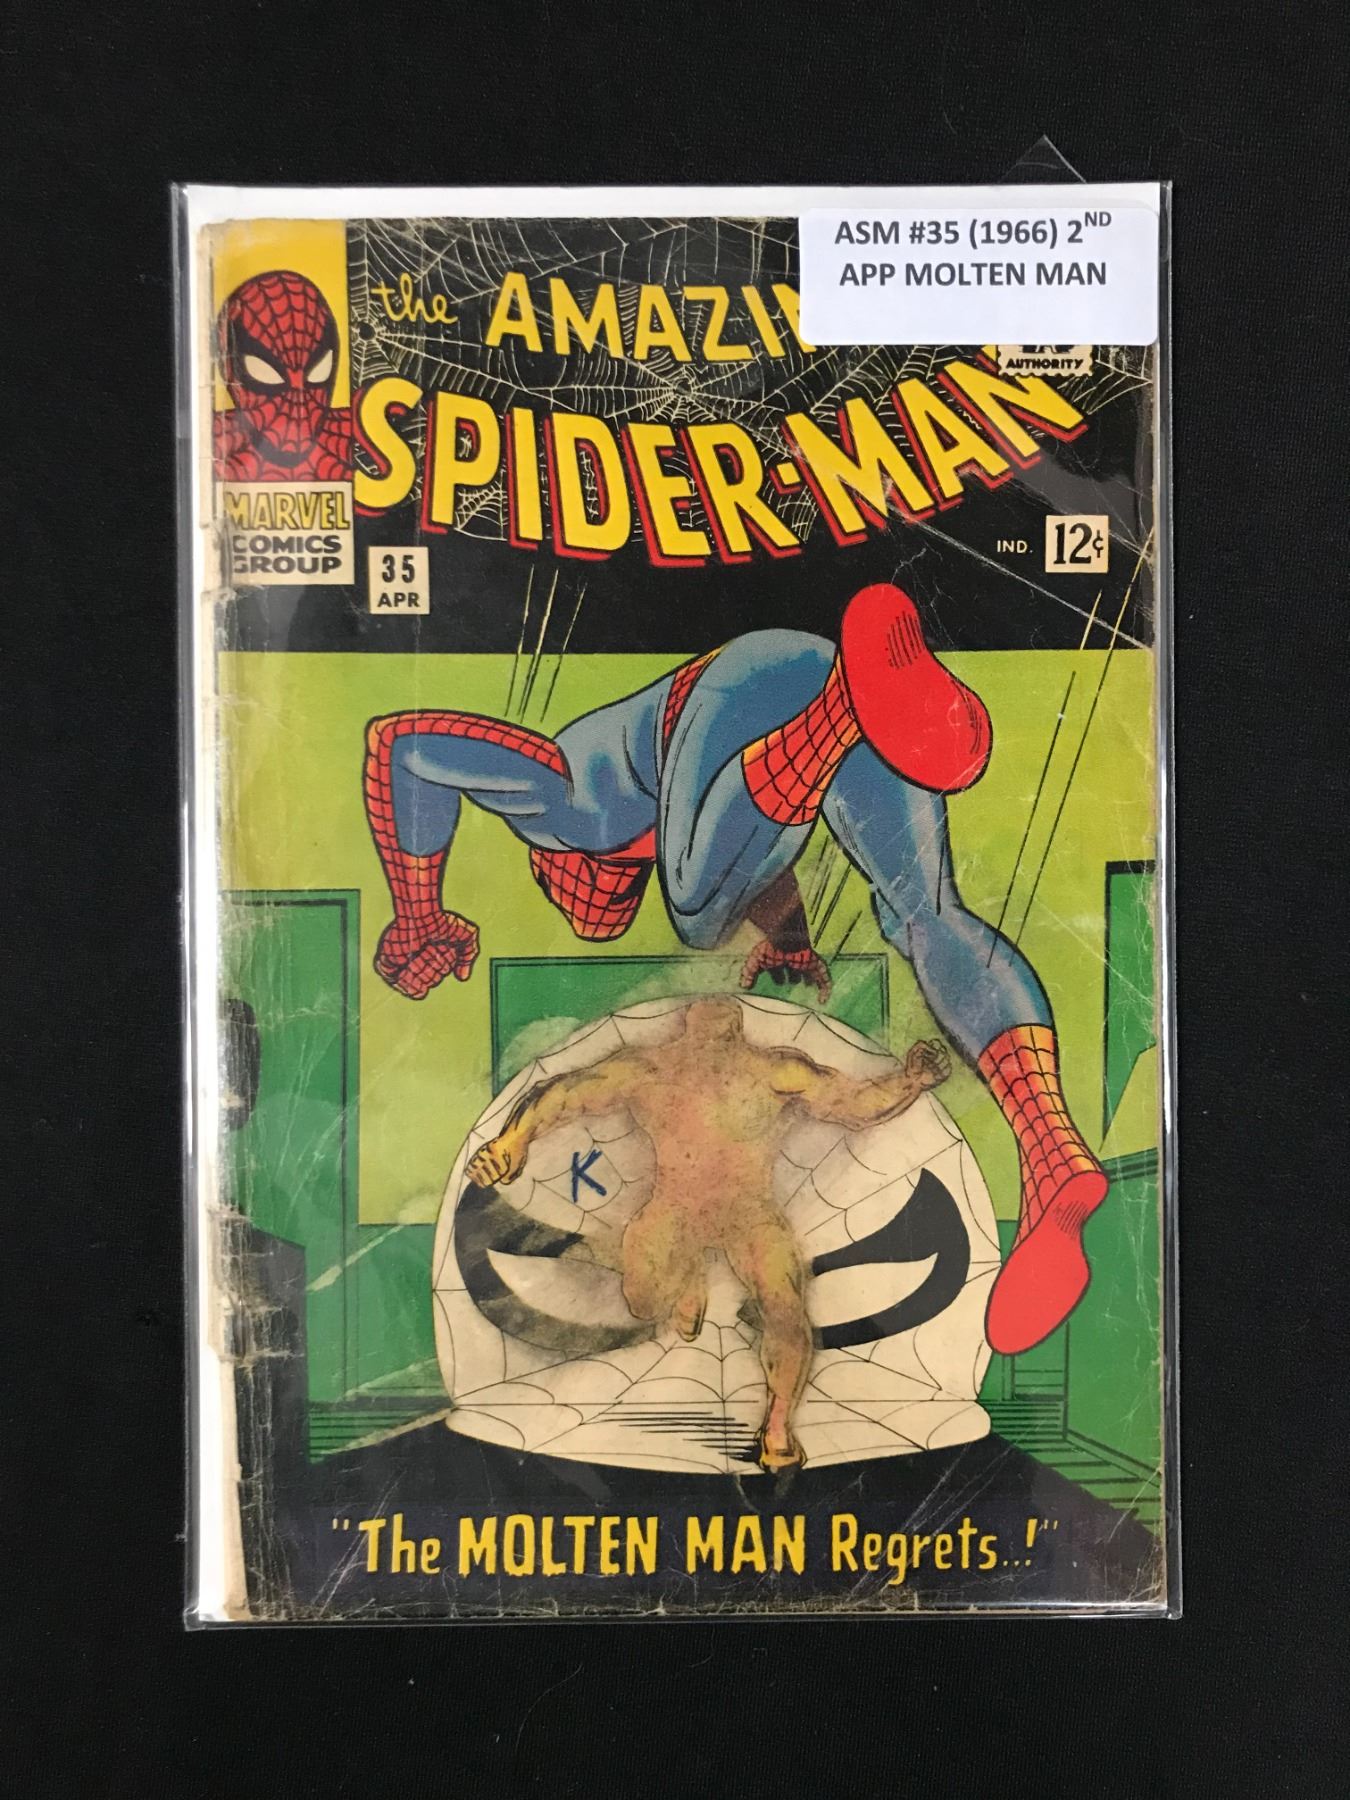 ASM #35 (1966) 2ND
APP MOLTEN MAN
the AMAZIN
SPIDER-MAN
AUTHORITY
MARVEL
COMICS
GROUP
35
APR
IND. 12¢
K
"The MOLTEN MAN Regrets..!"